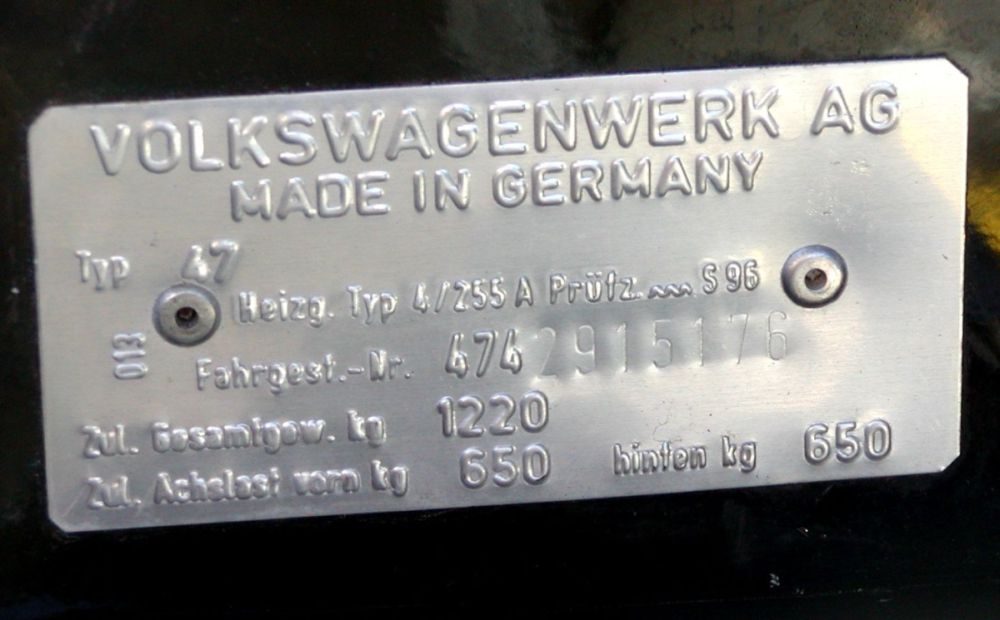 VOLKSWAGENWERK AG
MADE IN GERMANY
Typ 47
Heizg. Typ 4/255 A Prüfz. ~~~ S 96
013
Fahrgest.-Nr. 4742915176
Zul. Gesamtgew. kg 1220
Zul. Achslast vorn kg 650 hinten kg 650